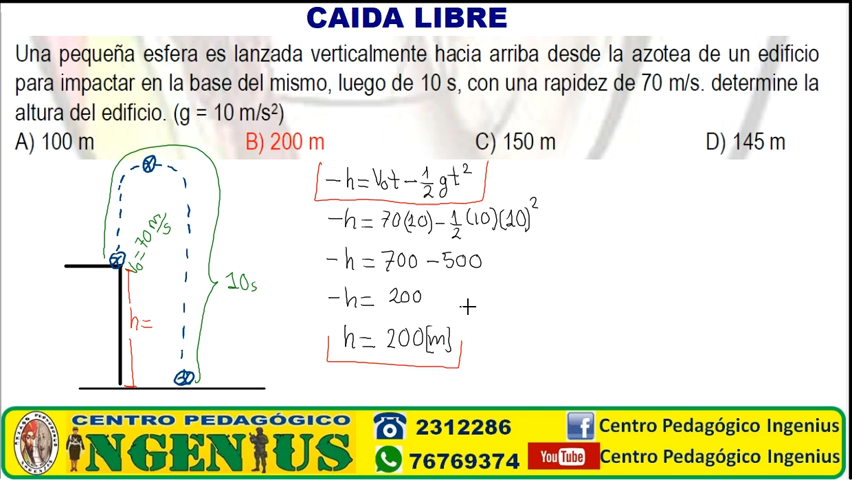 CAIDA LIBRE
Una pequeña esfera es lanzada verticalmente hacia arriba desde la azotea de un edificio
para impactar en la base del mismo, luego de 10 s, con una rapidez de 70 m/s. determine la
altura del edificio. (g = 10 m/s²)
A) 100 m B) 200 m C) 150 m D) 145 m
V₀=70 m/s
10s
h=
-h = V₀t - 1/2 gt²
-h = 70(10) - 1/2 (10)(10)²
-h = 700 - 500
-h = 200
h = 200[m]
CENTRO PEDAGÓGICO
INGENIUS
2312286
76769374
Centro Pedagógico Ingenius
YouTube Centro Pedagógico Ingenius